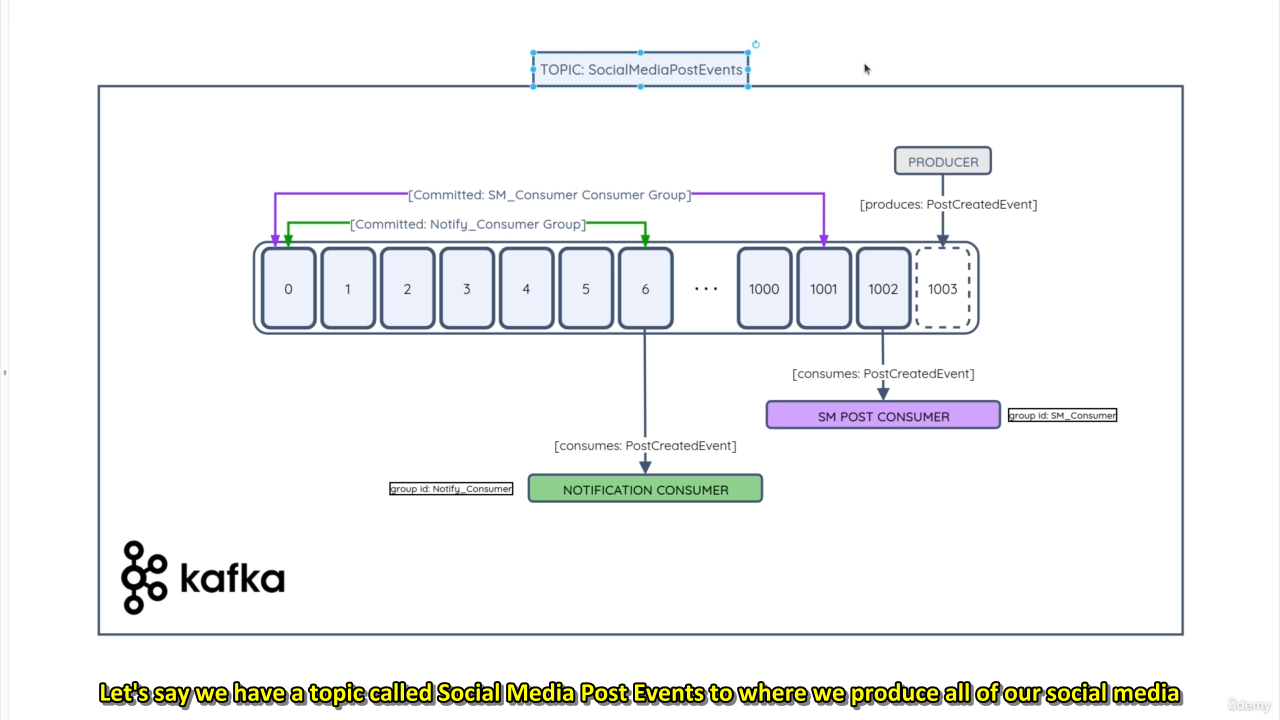 TOPIC: SocialMediaPostEvents
PRODUCER
[produces: PostCreatedEvent]
[Committed: SM_Consumer Consumer Group]
[Committed: Notify_Consumer Group]
0 1 2 3 4 5 6 ... 1000 1001 1002 1003
[consumes: PostCreatedEvent]
SM POST CONSUMER
group id: SM_Consumer
[consumes: PostCreatedEvent]
group id: Notify_Consumer
NOTIFICATION CONSUMER
kafka
Let's say we have a topic called Social Media Post Events to where we produce all of our social media
ûdemy